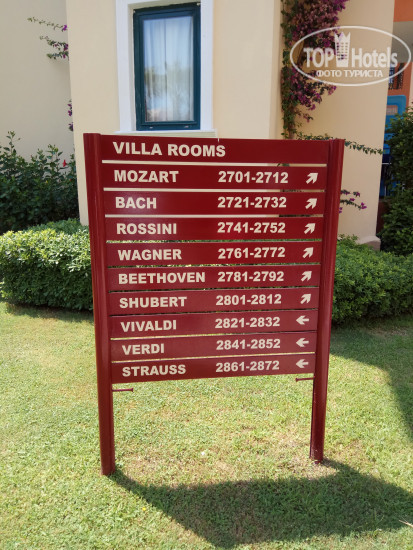 TOP Hotels
ФОТО ТУРИСТА
VILLA ROOMS
MOZART 2701-2712 ↗
BACH 2721-2732 ↗
ROSSINI 2741-2752 ↗
WAGNER 2761-2772 ↗
BEETHOVEN 2781-2792 ↗
SHUBERT 2801-2812 ↗
VIVALDI 2821-2832 ←
VERDI 2841-2852 ←
STRAUSS 2861-2872 ←